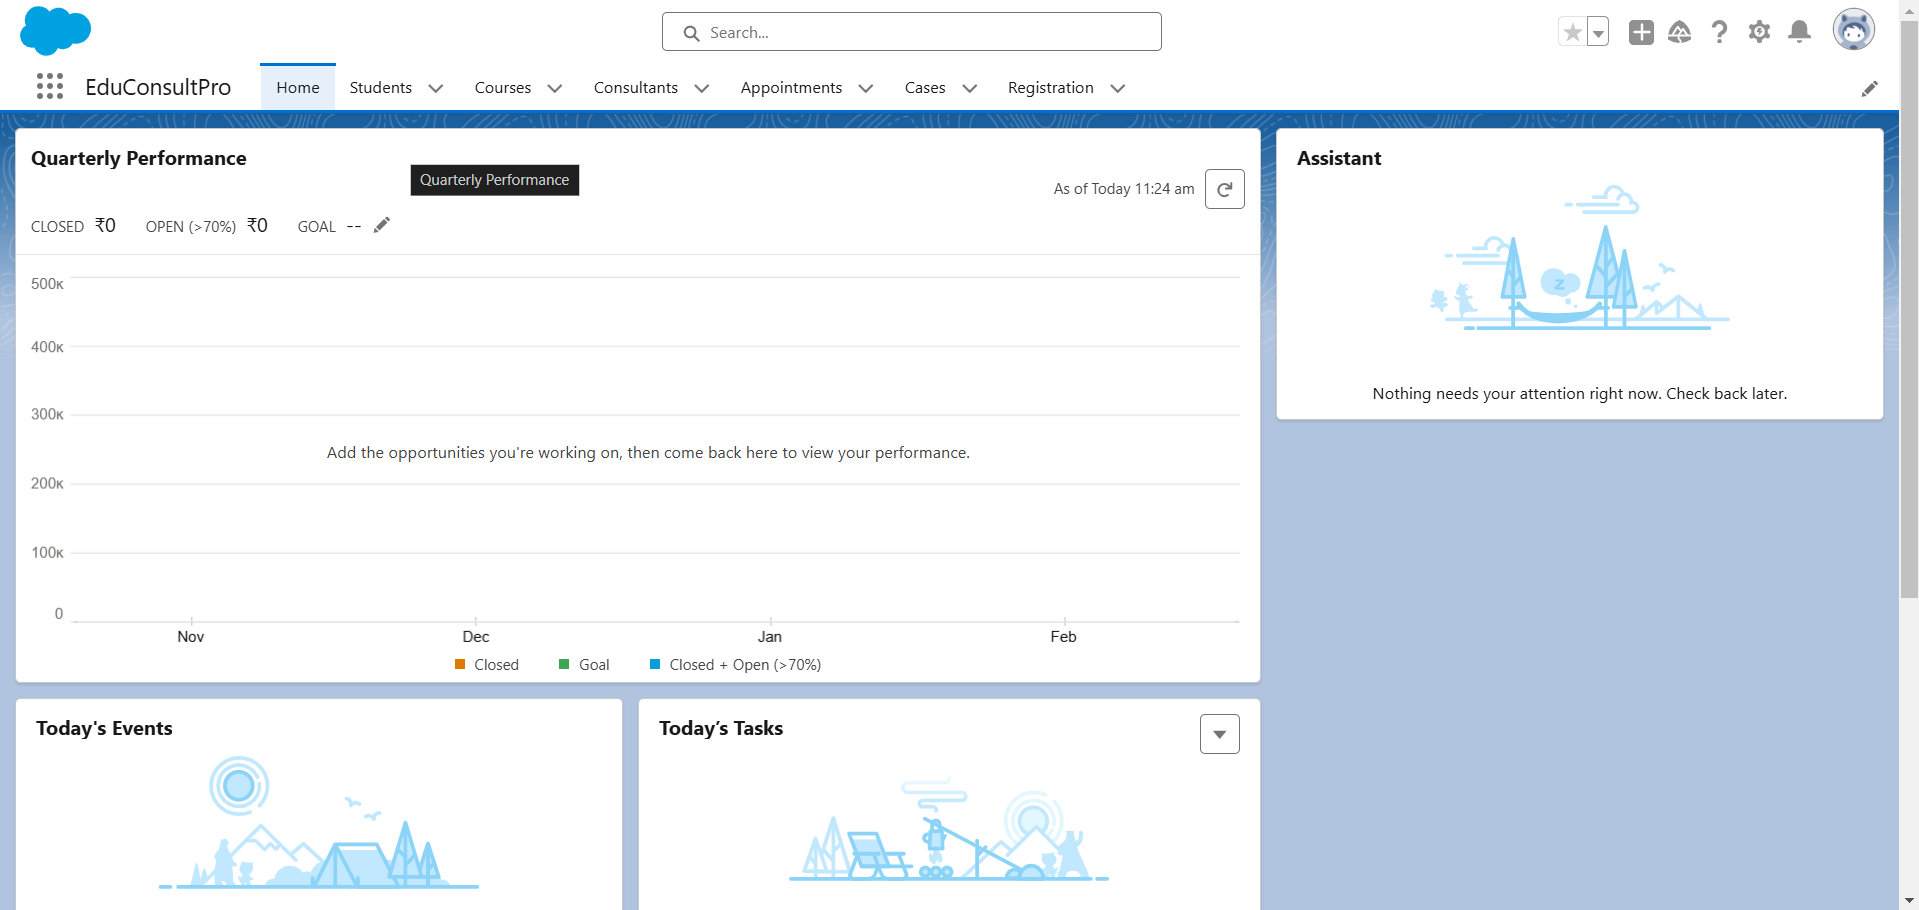 Search...
EduConsultPro
Home
Students
Courses
Consultants
Appointments
Cases
Registration
Quarterly Performance
Quarterly Performance
As of Today 11:24 am
CLOSED ₹0 OPEN (>70%) ₹0 GOAL --
500K
400K
300K
Add the opportunities you're working on, then come back here to view your performance.
200K
100K
0
Nov Dec Jan Feb
Closed Goal Closed + Open (>70%)
Assistant
z
Nothing needs your attention right now. Check back later.
Today's Events
Today’s Tasks